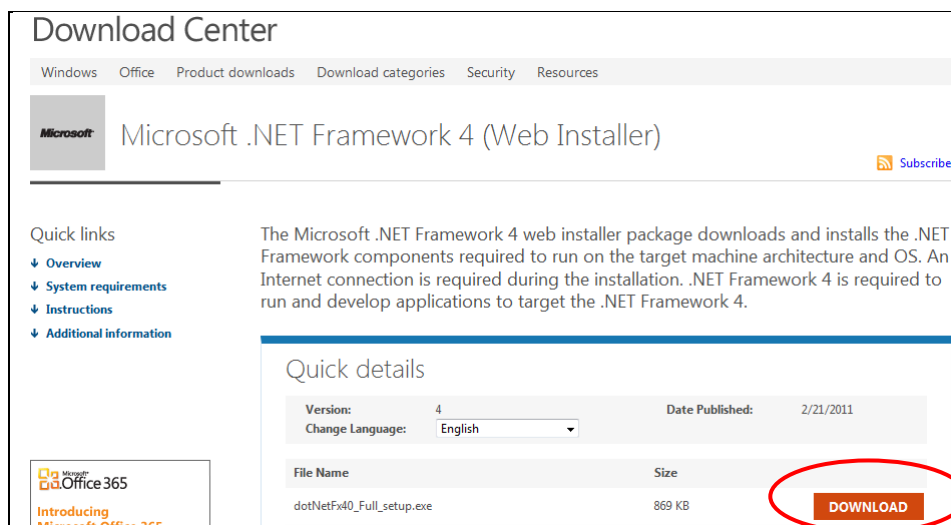 Download Center
Windows Office Product downloads Download categories Security Resources
Microsoft
Microsoft .NET Framework 4 (Web Installer)
Subscribe
Quick links
Overview
System requirements
Instructions
Additional information
The Microsoft .NET Framework 4 web installer package downloads and installs the .NET
Framework components required to run on the target machine architecture and OS. An
Internet connection is required during the installation. .NET Framework 4 is required to
run and develop applications to target the .NET Framework 4.
Quick details
Version: 4 Date Published: 2/21/2011
Change Language: English
File Name Size
dotNetFx40_Full_setup.exe 869 KB DOWNLOAD
Microsoft
Office 365
Introducing
Microsoft Office 365